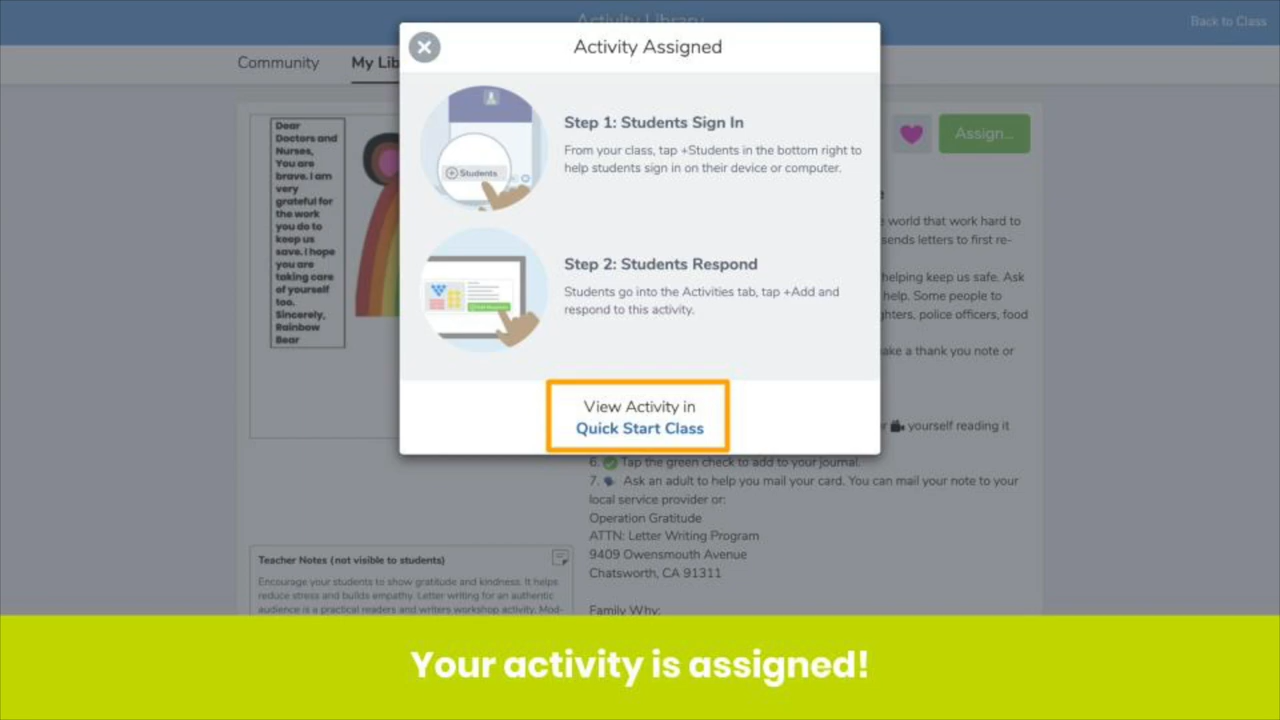 Activity Library
Back to Class
Community
My Lib
Activity Assigned
Step 1: Students Sign In
From your class, tap +Students in the bottom right to
help students sign in on their device or computer.
Students
Step 2: Students Respond
Students go into the Activities tab, tap +Add and
respond to this activity.
View Activity in
Quick Start Class
Dear
Doctors and
Nurses,
You are
brave. I am
very
grateful for
the work
you do to
keep us
save. I hope
you are
taking care
of yourself
too.
Sincerely,
Rainbow
Bear
Assign...
world that work hard to
sends letters to first re-
helping keep us safe. Ask
help. Some people to
hters, police officers, food
ake a thank you note or
yourself reading it
6. Tap the green check to add to your journal.
7. Ask an adult to help you mail your card. You can mail your note to your
local service provider or:
Operation Gratitude
ATTN: Letter Writing Program
9409 Owensmouth Avenue
Chatsworth, CA 91311
Family Why:
Teacher Notes (not visible to students)
Encourage your students to show gratitude and kindness. It helps
reduce stress and builds empathy. Letter writing for an authentic
audience is a practical readers and writers workshop activity. Mod-
Your activity is assigned!